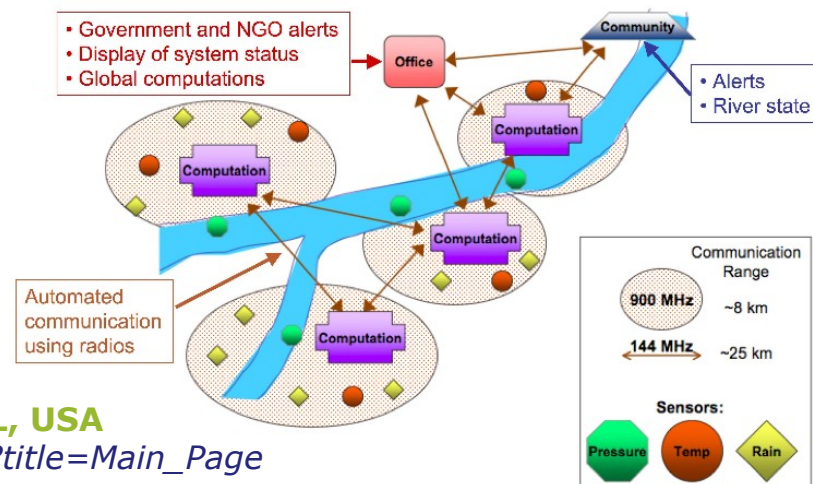 • Government and NGO alerts
• Display of system status
• Global computations
Office
Community
• Alerts
• River state
Computation
Computation
Computation
Computation
Automated
communication
using radios
Communication
Range
900 MHz
~8 km
144 MHz
~25 km
Sensors:
Pressure
Temp
Rain
, USA
?title=Main_Page